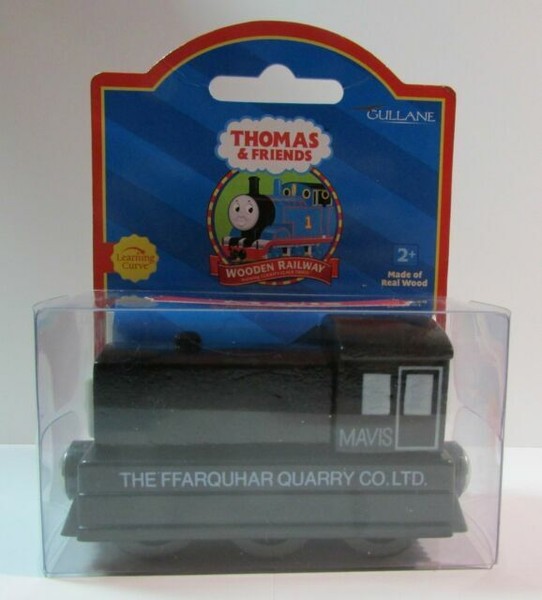 GULLANE
THOMAS
& FRIENDS
1
WOODEN RAILWAY
Learning
Curve
2+
Made of
Real Wood
MAVIS
THE FFARQUHAR QUARRY CO. LTD.